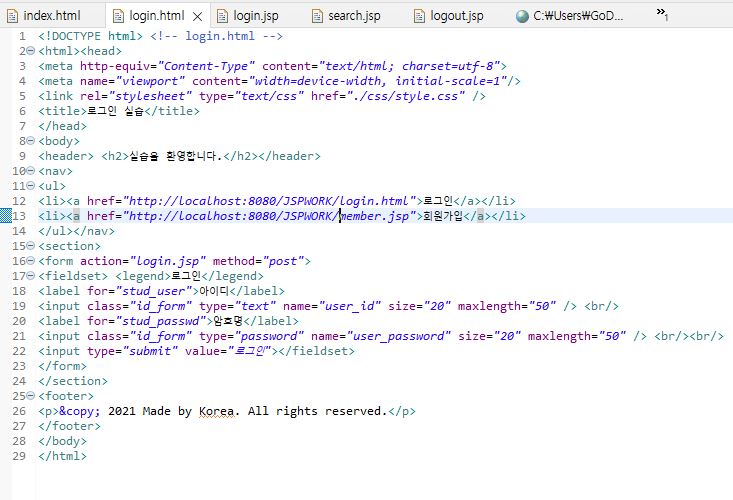 index.html login.html login.jsp search.jsp logout.jsp C:₩Users₩GoD... »1
1 <!DOCTYPE html> <!-- login.html -->
2 <html><head>
3 <meta http-equiv="Content-Type" content="text/html; charset=utf-8">
4 <meta name="viewport" content="width=device-width, initial-scale=1"/>
5 <link rel="stylesheet" type="text/css" href="./css/style.css" />
6 <title>로그인 실습</title>
7 </head>
8 <body>
9 <header> <h2>실습을 환영합니다.</h2></header>
10 <nav>
11 <ul>
12 <li><a href="http://localhost:8080/JSPWORK/login.html">로그인</a></li>
13 <li><a href="http://localhost:8080/JSPWORK/member.jsp">회원가입</a></li>
14 </ul></nav>
15 <section>
16 <form action="login.jsp" method="post">
17 <fieldset> <legend>로그인</legend>
18 <label for="stud_user">아이디</label>
19 <input class="id_form" type="text" name="user_id" size="20" maxlength="50" /> <br/>
20 <label for="stud_passwd">암호명</label>
21 <input class="id_form" type="password" name="user_password" size="20" maxlength="50" /> <br/><br/>
22 <input type="submit" value="로그인"></fieldset>
23 </form>
24 </section>
25 <footer>
26 <p>&copy; 2021 Made by Korea. All rights reserved.</p>
27 </footer>
28 </body>
29 </html>